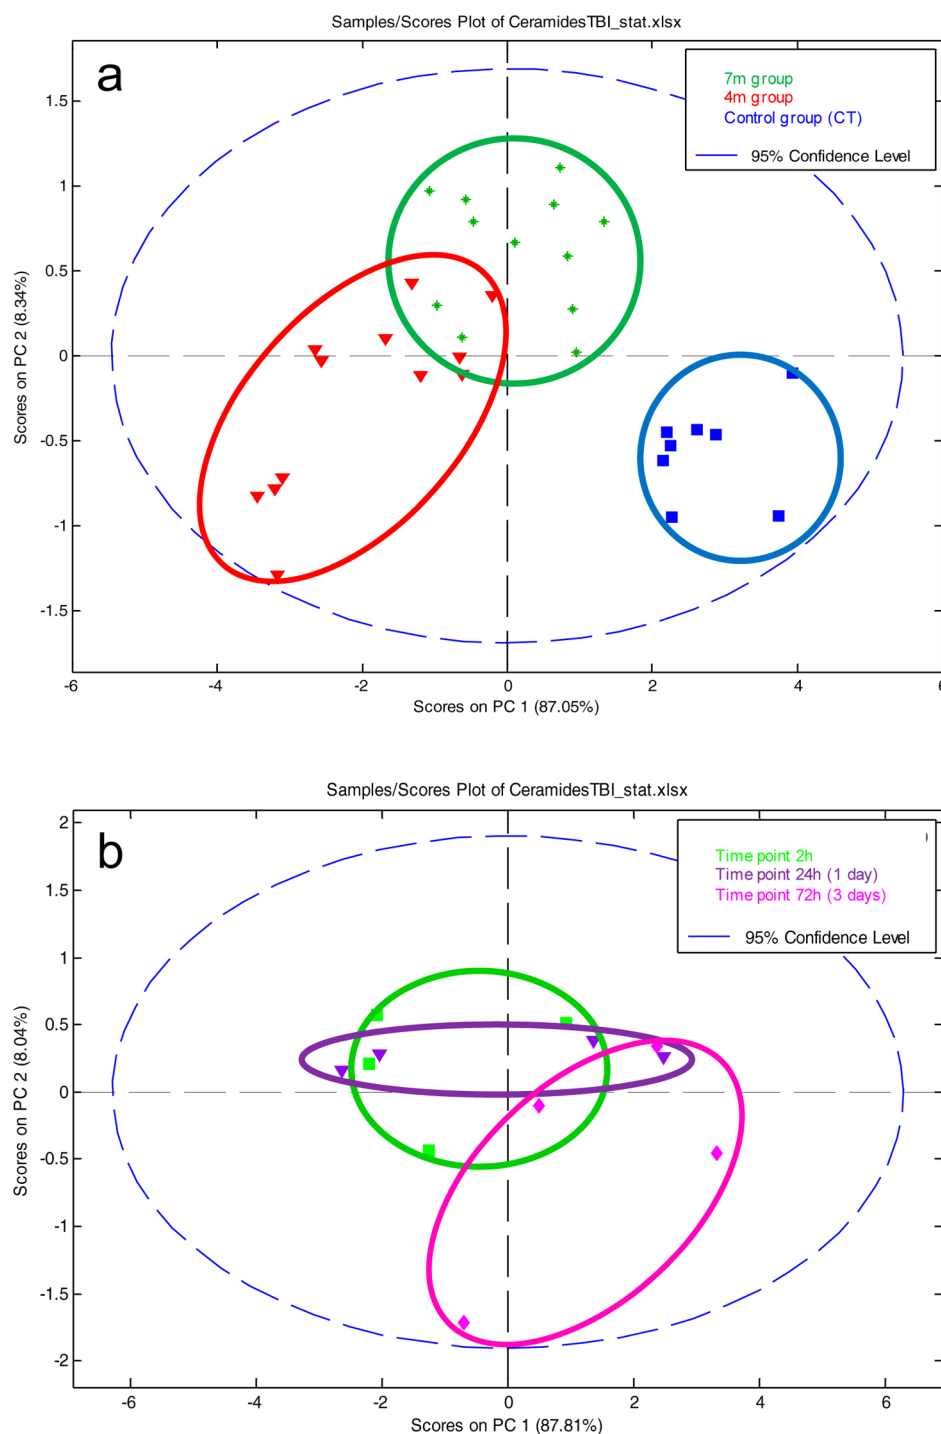 Samples/Scores Plot of CeramidesTBI_stat.xlsx
a
7m group
4m group
Control group (CT)
95% Confidence Level
1.5
1
0.5
0
-0.5
-1
-1.5
Scores on PC 2 (8.34%)
-6 -4 -2 0 2 4 6
Scores on PC 1 (87.05%)
Samples/Scores Plot of CeramidesTBI_stat.xlsx
b
Time point 2h
Time point 24h (1 day)
Time point 72h (3 days)
95% Confidence Level
2
1.5
1
0.5
0
-0.5
-1
-1.5
-2
Scores on PC 2 (8.04%)
-6 -4 -2 0 2 4 6
Scores on PC 1 (87.81%)